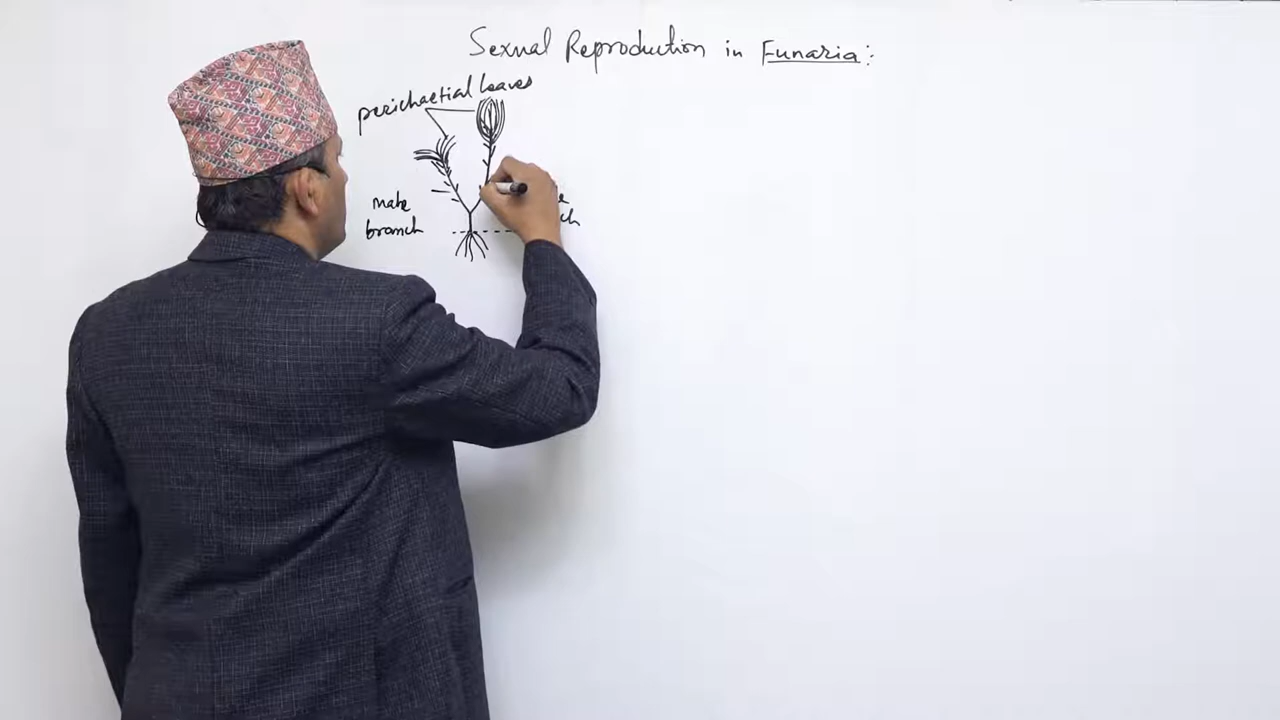 Sexual Reproduction in Funaria:
perichaetial leaves
male
branch